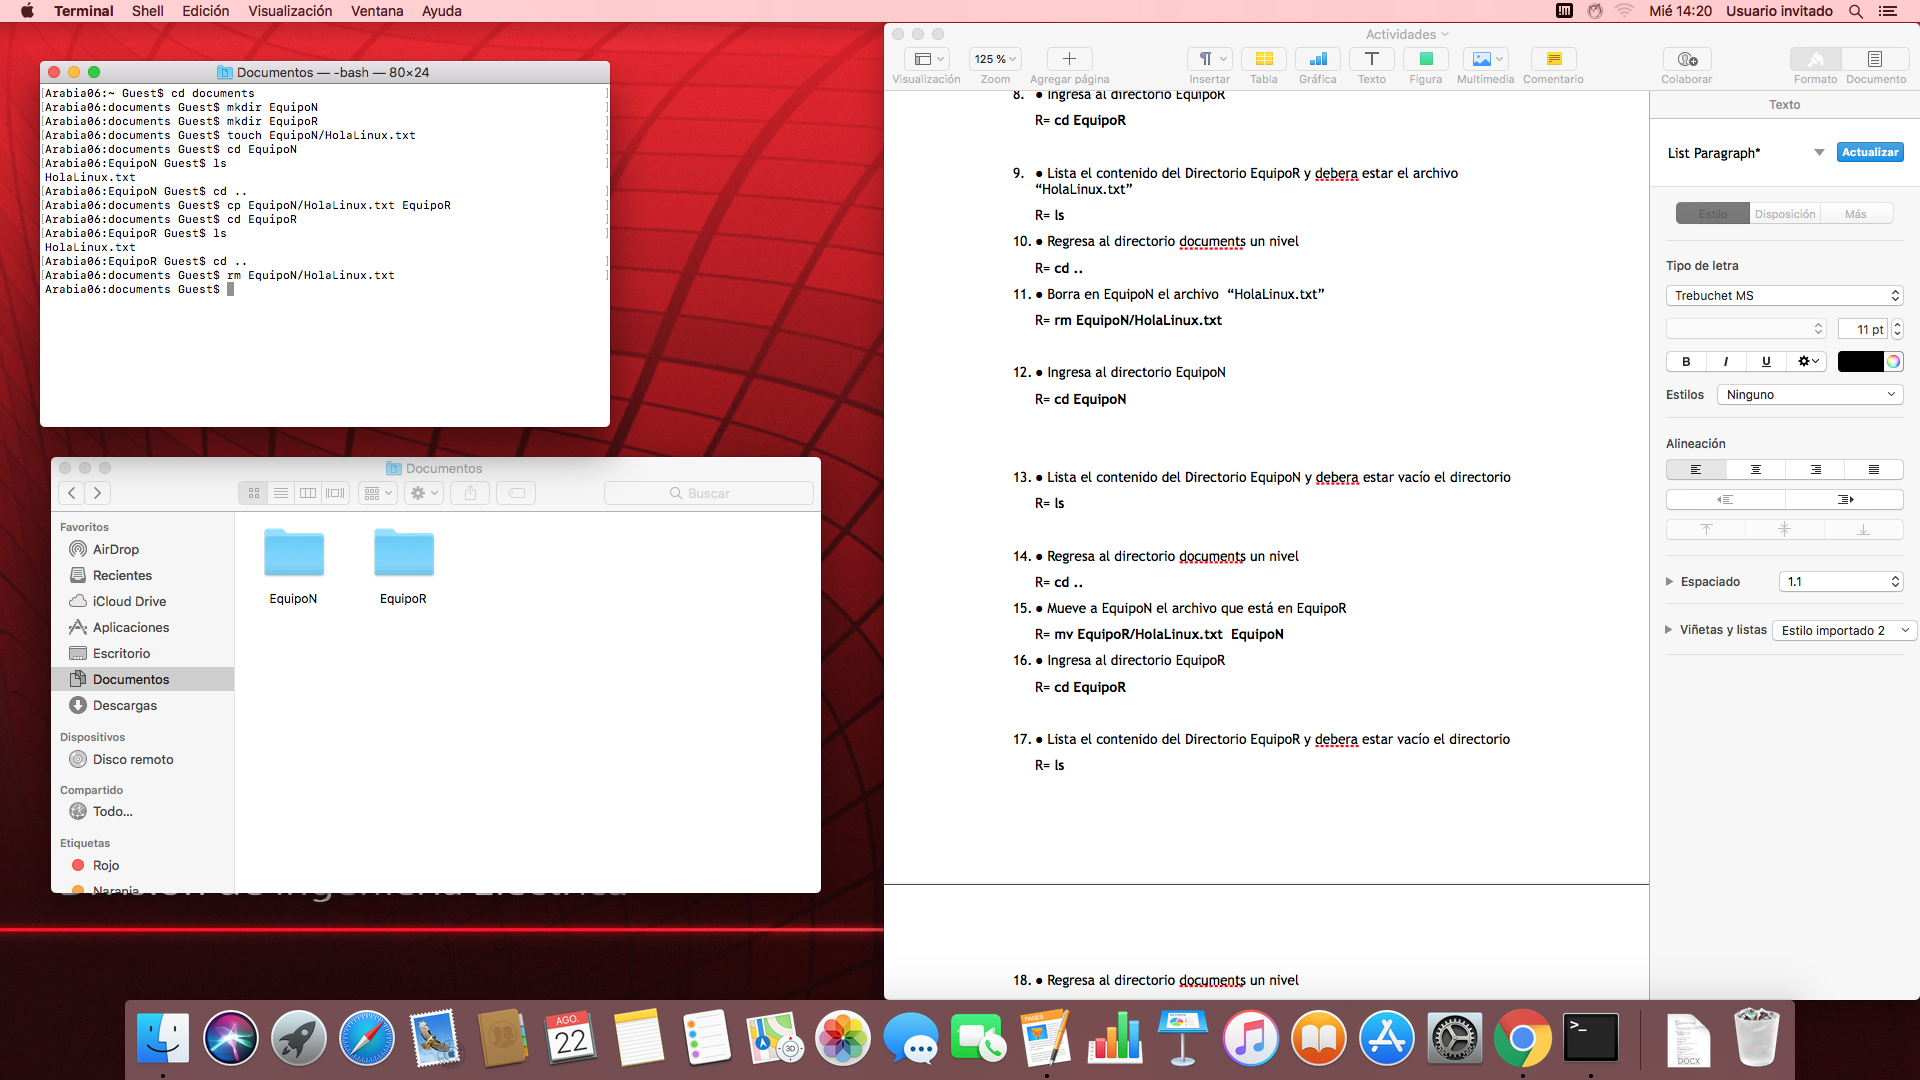 Terminal Shell Edición Visualización Ventana Ayuda
Mié 14:20 Usuario invitado
Documentos — -bash — 80×24
[Arabia06:~ Guest$ cd documents ]
[Arabia06:documents Guest$ mkdir EquipoN ]
[Arabia06:documents Guest$ mkdir EquipoR ]
[Arabia06:documents Guest$ touch EquipoN/HolaLinux.txt ]
[Arabia06:documents Guest$ cd EquipoN ]
[Arabia06:EquipoN Guest$ ls ]
HolaLinux.txt
[Arabia06:EquipoN Guest$ cd .. ]
[Arabia06:documents Guest$ cp EquipoN/HolaLinux.txt EquipoR ]
[Arabia06:documents Guest$ cd EquipoR ]
[Arabia06:EquipoR Guest$ ls ]
HolaLinux.txt
[Arabia06:EquipoR Guest$ cd .. ]
[Arabia06:documents Guest$ rm EquipoN/HolaLinux.txt ]
Arabia06:documents Guest$
Documentos
Buscar
Favoritos
AirDrop
Recientes
iCloud Drive
Aplicaciones
Escritorio
Documentos
Descargas
Dispositivos
Disco remoto
Compartido
Todo...
Etiquetas
Rojo
Naranja
EquipoN
EquipoR
Actividades
125 %
Visualización Zoom Agregar página Insertar Tabla Gráfica Texto Figura Multimedia Comentario Colaborar Formato Documento
8. • Ingresa al directorio EquipoR
R= cd EquipoR
9. • Lista el contenido del Directorio EquipoR y debera estar el archivo
“HolaLinux.txt”
R= ls
10. • Regresa al directorio documents un nivel
R= cd ..
11. • Borra en EquipoN el archivo “HolaLinux.txt”
R= rm EquipoN/HolaLinux.txt
12. • Ingresa al directorio EquipoN
R= cd EquipoN
13. • Lista el contenido del Directorio EquipoN y debera estar vacío el directorio
R= ls
14. • Regresa al directorio documents un nivel
R= cd ..
15. • Mueve a EquipoN el archivo que está en EquipoR
R= mv EquipoR/HolaLinux.txt EquipoN
16. • Ingresa al directorio EquipoR
R= cd EquipoR
17. • Lista el contenido del Directorio EquipoR y debera estar vacío el directorio
R= ls
18. • Regresa al directorio documents un nivel
Texto
List Paragraph*
Actualizar
Estilo Disposición Más
Tipo de letra
Trebuchet MS
11 pt
B I U
Estilos Ninguno
Alineación
Espaciado 1.1
Viñetas y listas Estilo importado 2
AGO.
22
3D
PAGES
>_
DOCX